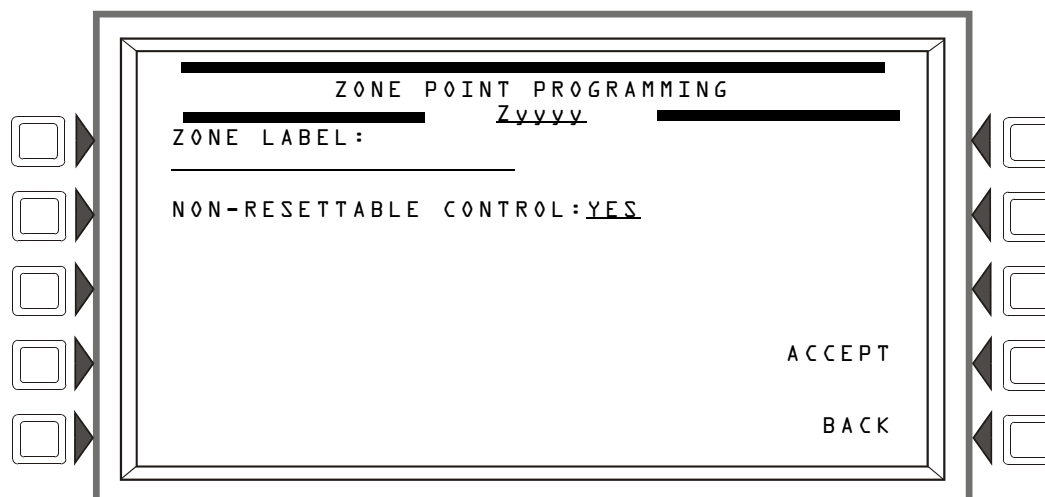 ZONE POINT PROGRAMMING
Zyyyy
ZONE LABEL:
NON-RESETTABLE CONTROL:YES
ACCEPT
BACK